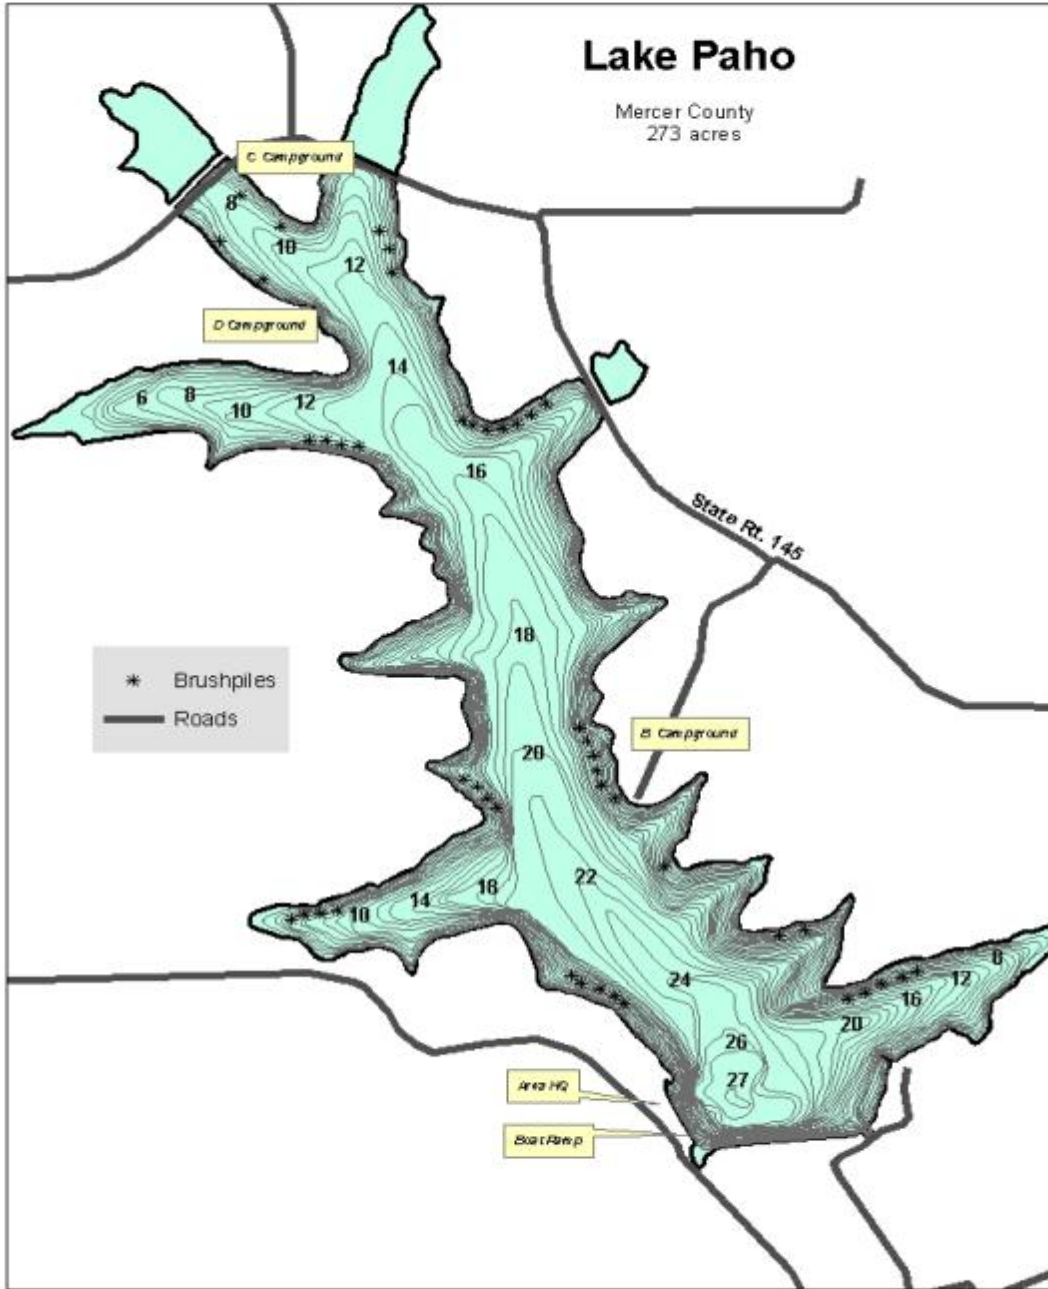 Lake Paho
Mercer County
273 acres
C Campground
8
10
12
D Campground
14
6
8
10
12
16
State Rt. 145
18
Brushpiles
Roads
B Campground
20
22
18
14
10
24
8
12
16
20
26
27
Area HQ
Boat Ramp